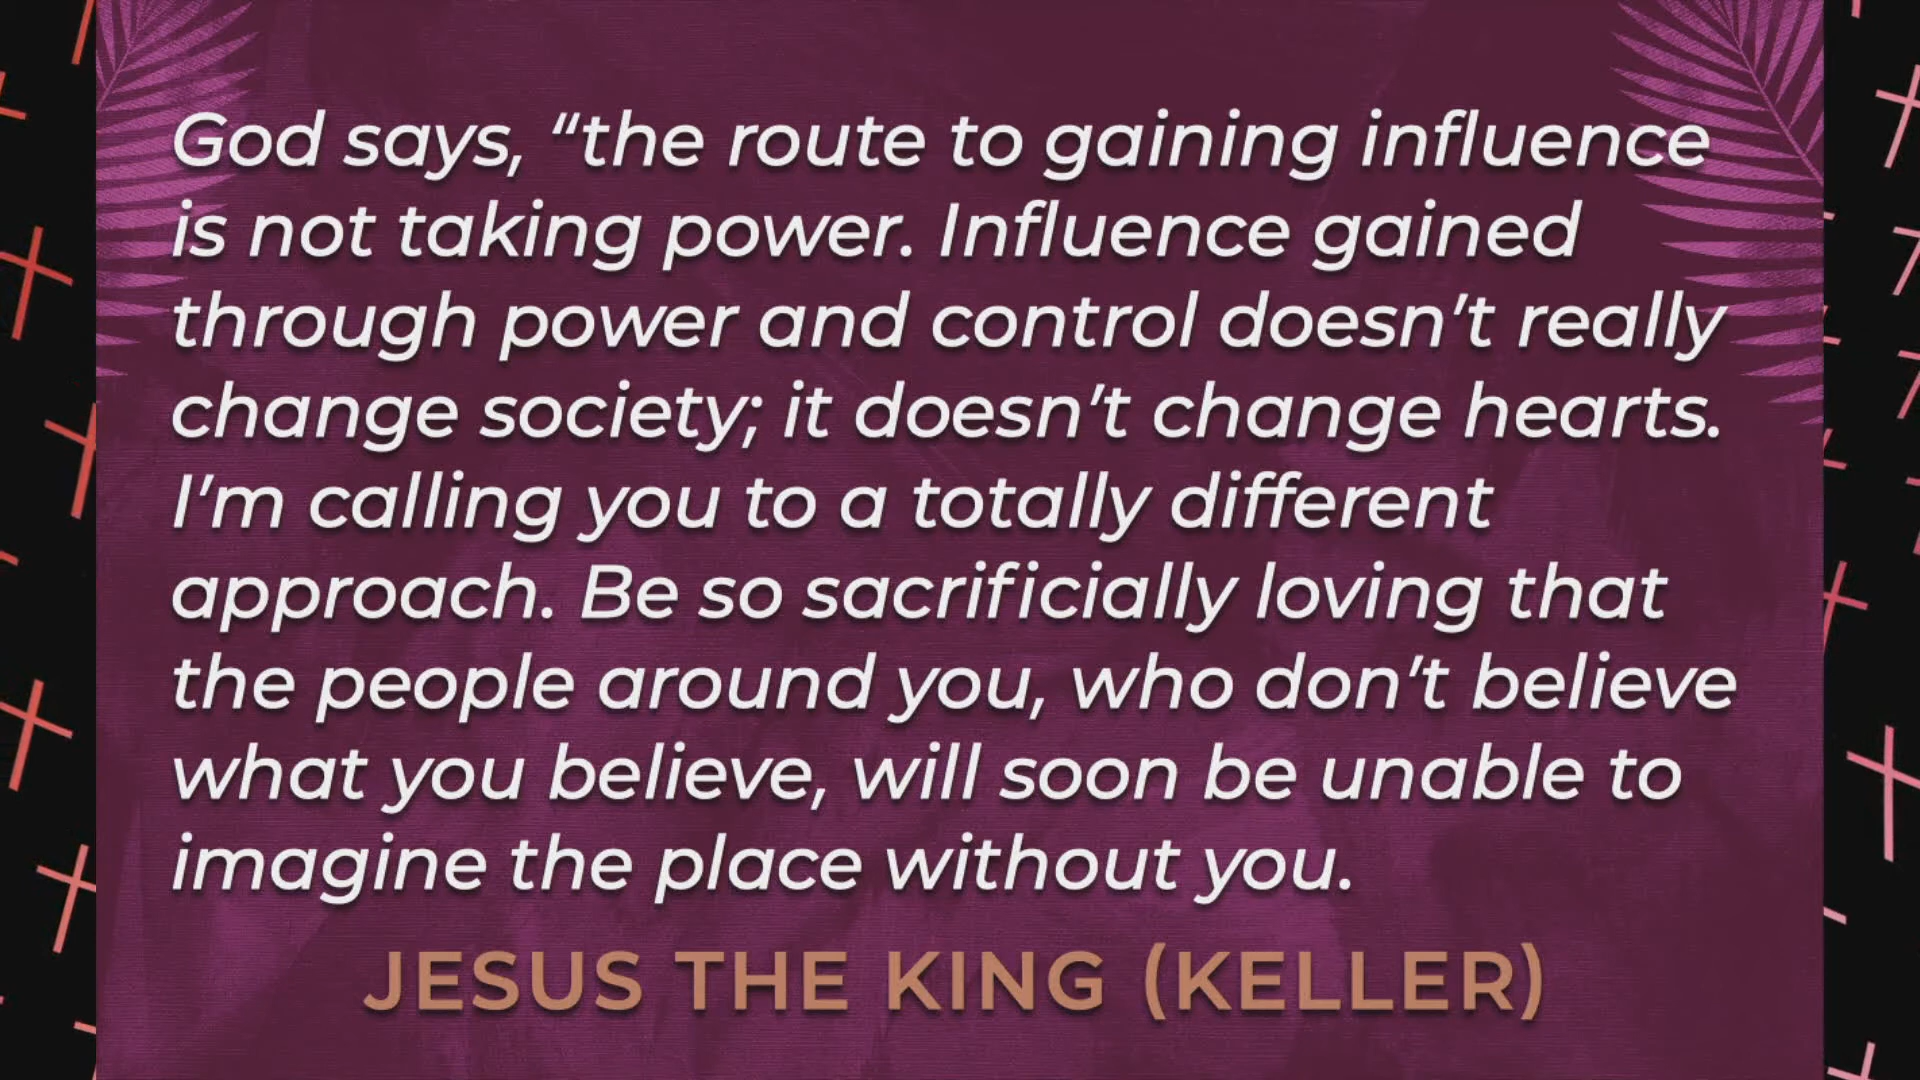 God says, “the route to gaining influence
is not taking power. Influence gained
through power and control doesn’t really
change society; it doesn’t change hearts.
I’m calling you to a totally different
approach. Be so sacrificially loving that
the people around you, who don’t believe
what you believe, will soon be unable to
imagine the place without you.
JESUS THE KING (KELLER)